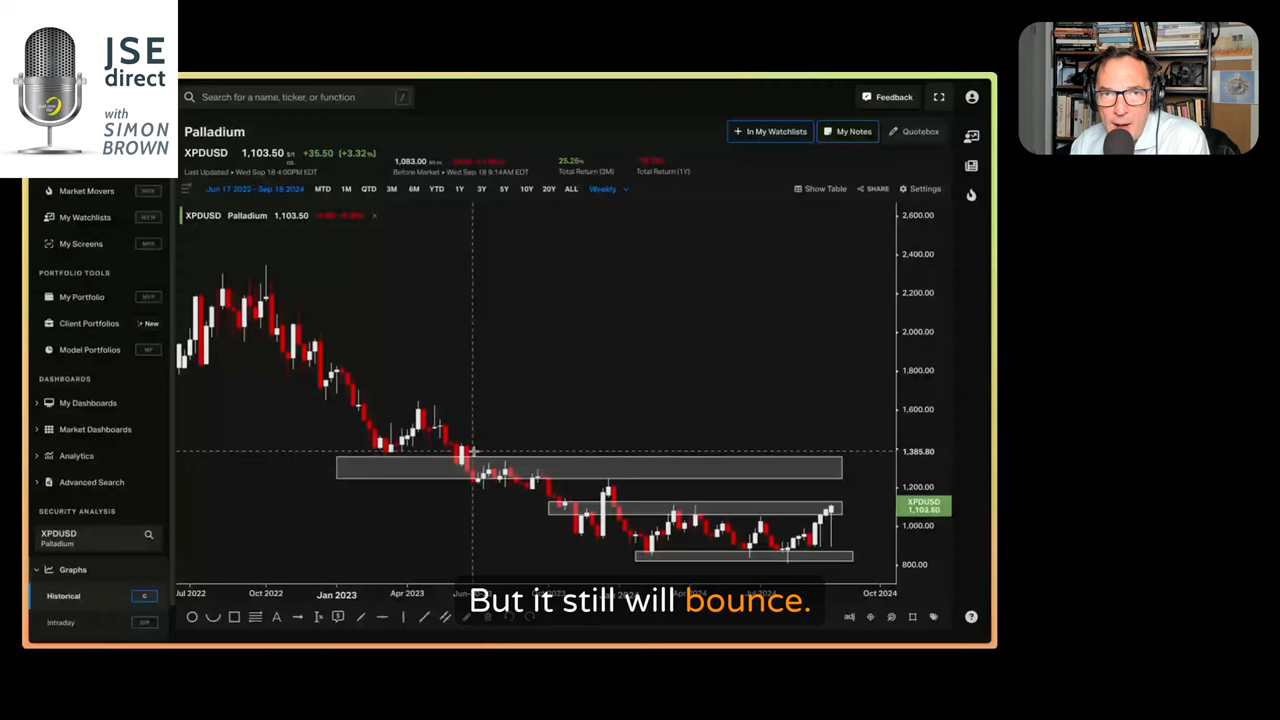 JSE
direct
with
SIMON
BROWN
Search for a name, ticker, or function
/
Feedback
Palladium
+ In My Watchlists
My Notes
Quotebox
XPDUSD 1,103.50 +35.50 (+3.32%)
Last Updated • Wed Sep 18 4:00PM EDT
1,083.00
Before Market • Wed Sep 18 9:14AM EDT
25.26%
Total Return (3M)
Total Return (1Y)
Jun 17 2022 - Sep 18 2024
MTD 1M QTD 3M 6M YTD 1Y 3Y 5Y 10Y 20Y ALL Weekly
Show Table
SHARE
Settings
XPDUSD Palladium 1,103.50
Market Movers
My Watchlists
My Screens
PORTFOLIO TOOLS
My Portfolio
Client Portfolios
New
Model Portfolios
DASHBOARDS
My Dashboards
Market Dashboards
Analytics
Advanced Search
SECURITY ANALYSIS
XPDUSD
Palladium
Graphs
Historical
G
Intraday
2,600.00
2,400.00
2,200.00
2,000.00
1,800.00
1,600.00
1,385.80
1,200.00
XPDUSD
1,103.50
1,000.00
800.00
Jul 2022 Oct 2022 Jan 2023 Apr 2023 Oct 2024
But it still will bounce.
adj